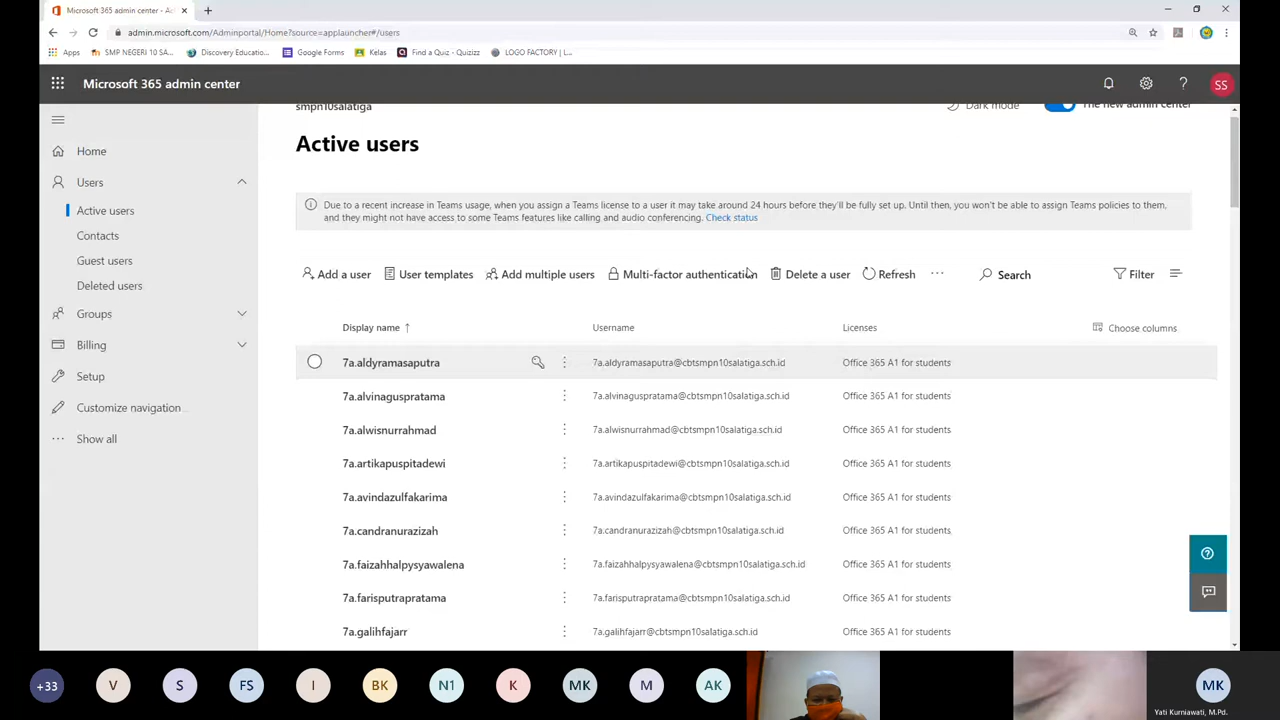 Microsoft 365 admin center - Ac
admin.microsoft.com/Adminportal/Home?source=applauncher#/users
Apps
SMP NEGERI 10 SA...
Discovery Educatio...
Google Forms
Kelas
Find a Quiz - Quizizz
LOGO FACTORY (L...
Microsoft 365 admin center
SS
smpn10salatiga
Dark mode
The new admin center
Home
Users
Active users
Contacts
Guest users
Deleted users
Groups
Billing
Setup
Customize navigation...
Show all
Active users
Due to a recent increase in Teams usage, when you assign a Teams license to a user it may take around 24 hours before they'll be fully set up. Until then, you won't be able to assign Teams policies to them,
and they might not have access to some Teams features like calling and audio conferencing. Check status
Add a user User templates Add multiple users Multi-factor authentication Delete a user Refresh ... Search Filter
Display name ↑ Username Licenses Choose columns
7a.aldyramasaputra 7a.aldyramasaputra@cbtsmpn10salatiga.sch.id Office 365 A1 for students
7a.alvinaguspratama 7a.alvinaguspratama@cbtsmpn10salatiga.sch.id Office 365 A1 for students
7a.alwisnurrahmad 7a.alwisnurrahmad@cbtsmpn10salatiga.sch.id Office 365 A1 for students
7a.artikapuspitadewi 7a.artikapuspitadewi@cbtsmpn10salatiga.sch.id Office 365 A1 for students
7a.avindazulfakarima 7a.avindazulfakarima@cbtsmpn10salatiga.sch.id Office 365 A1 for students
7a.candranurazizah 7a.candranurazizah@cbtsmpn10salatiga.sch.id Office 365 A1 for students
7a.faizahhalpysyawalena 7a.faizahhalpysyawalena@cbtsmpn10salatiga.sch.id Office 365 A1 for students
7a.farisputrapratama 7a.farisputrapratama@cbtsmpn10salatiga.sch.id Office 365 A1 for students
7a.galihfajarr 7a.galihfajarr@cbtsmpn10salatiga.sch.id Office 365 A1 for students
+33 V S FS I BK N1 K MK M AK MK
Yati Kurniawati, M.Pd.